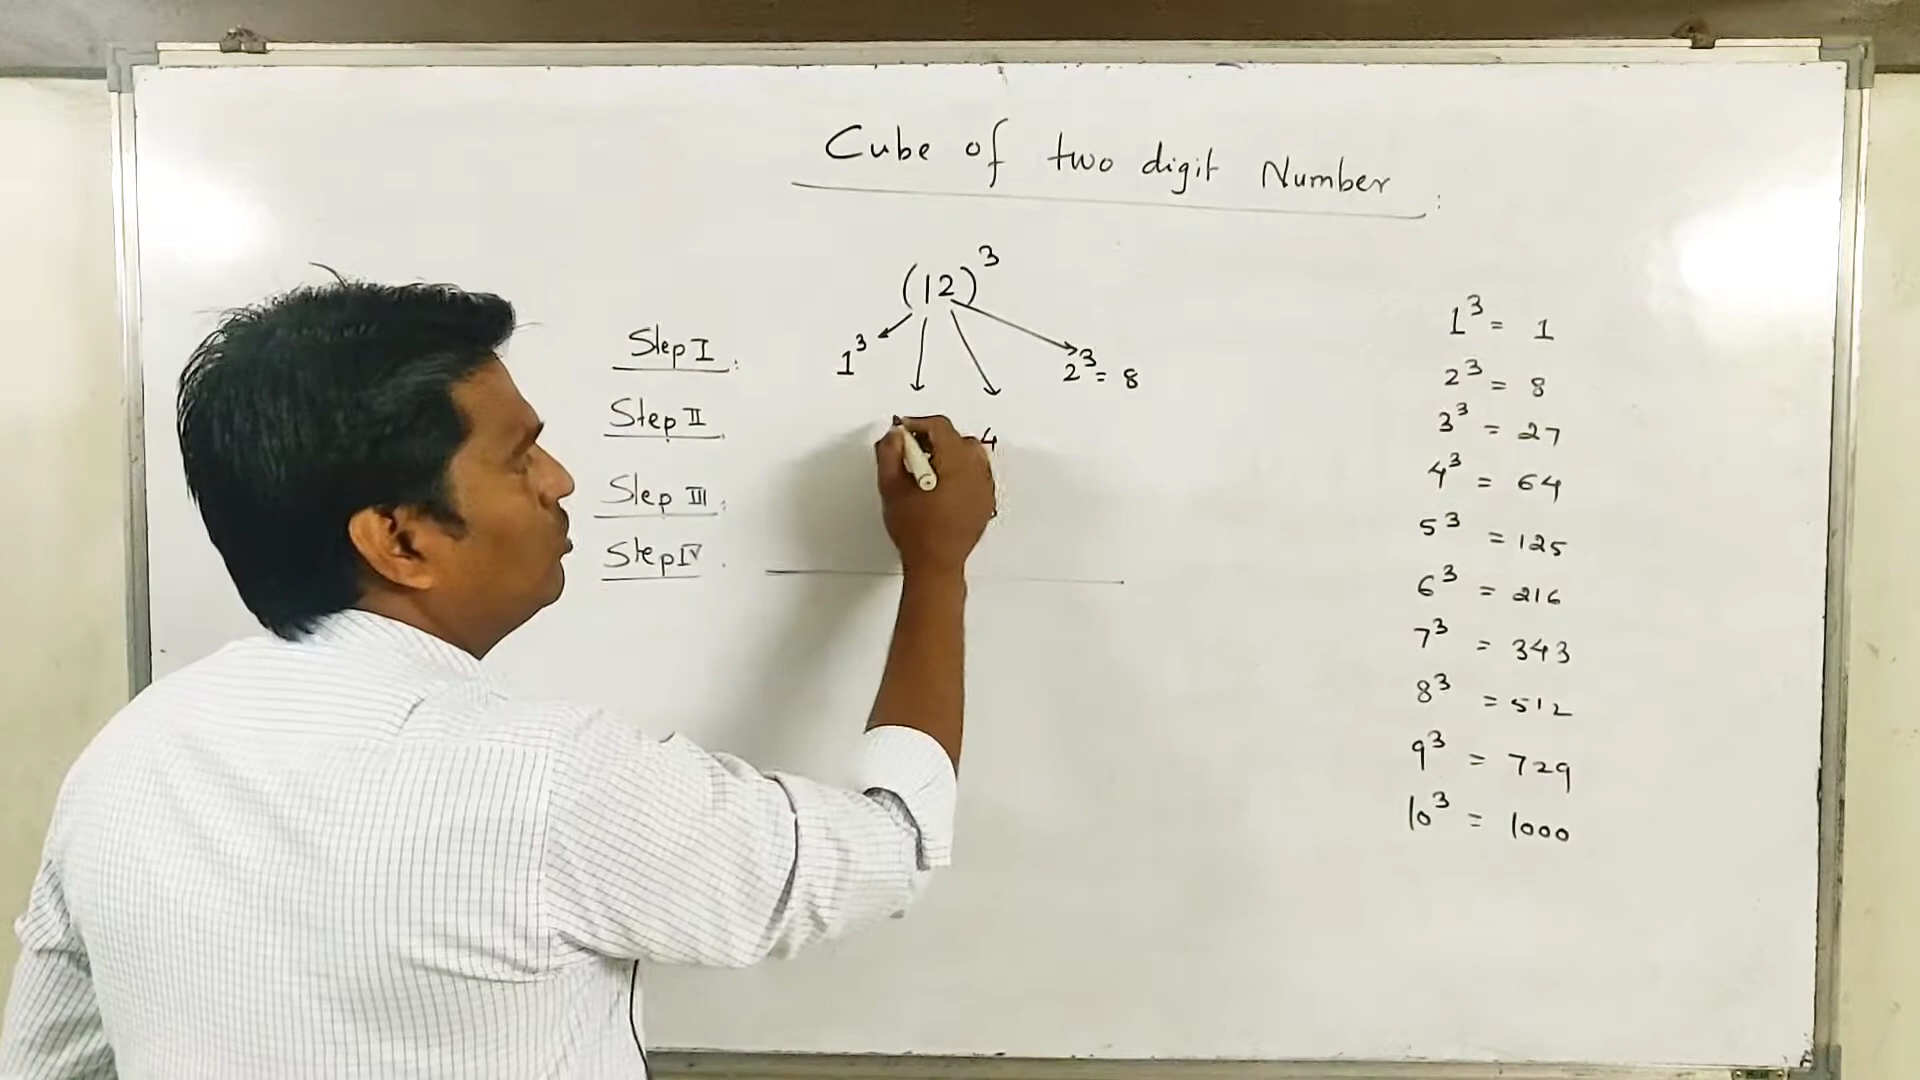 Cube of two digit Number :
(12)³
Step I :
1³
2³ = 8
Step II
4
Step III :
Step IV .
1³ = 1
2³ = 8
3³ = 27
4³ = 64
5³ = 125
6³ = 216
7³ = 343
8³ = 512
9³ = 729
10³ = 1000